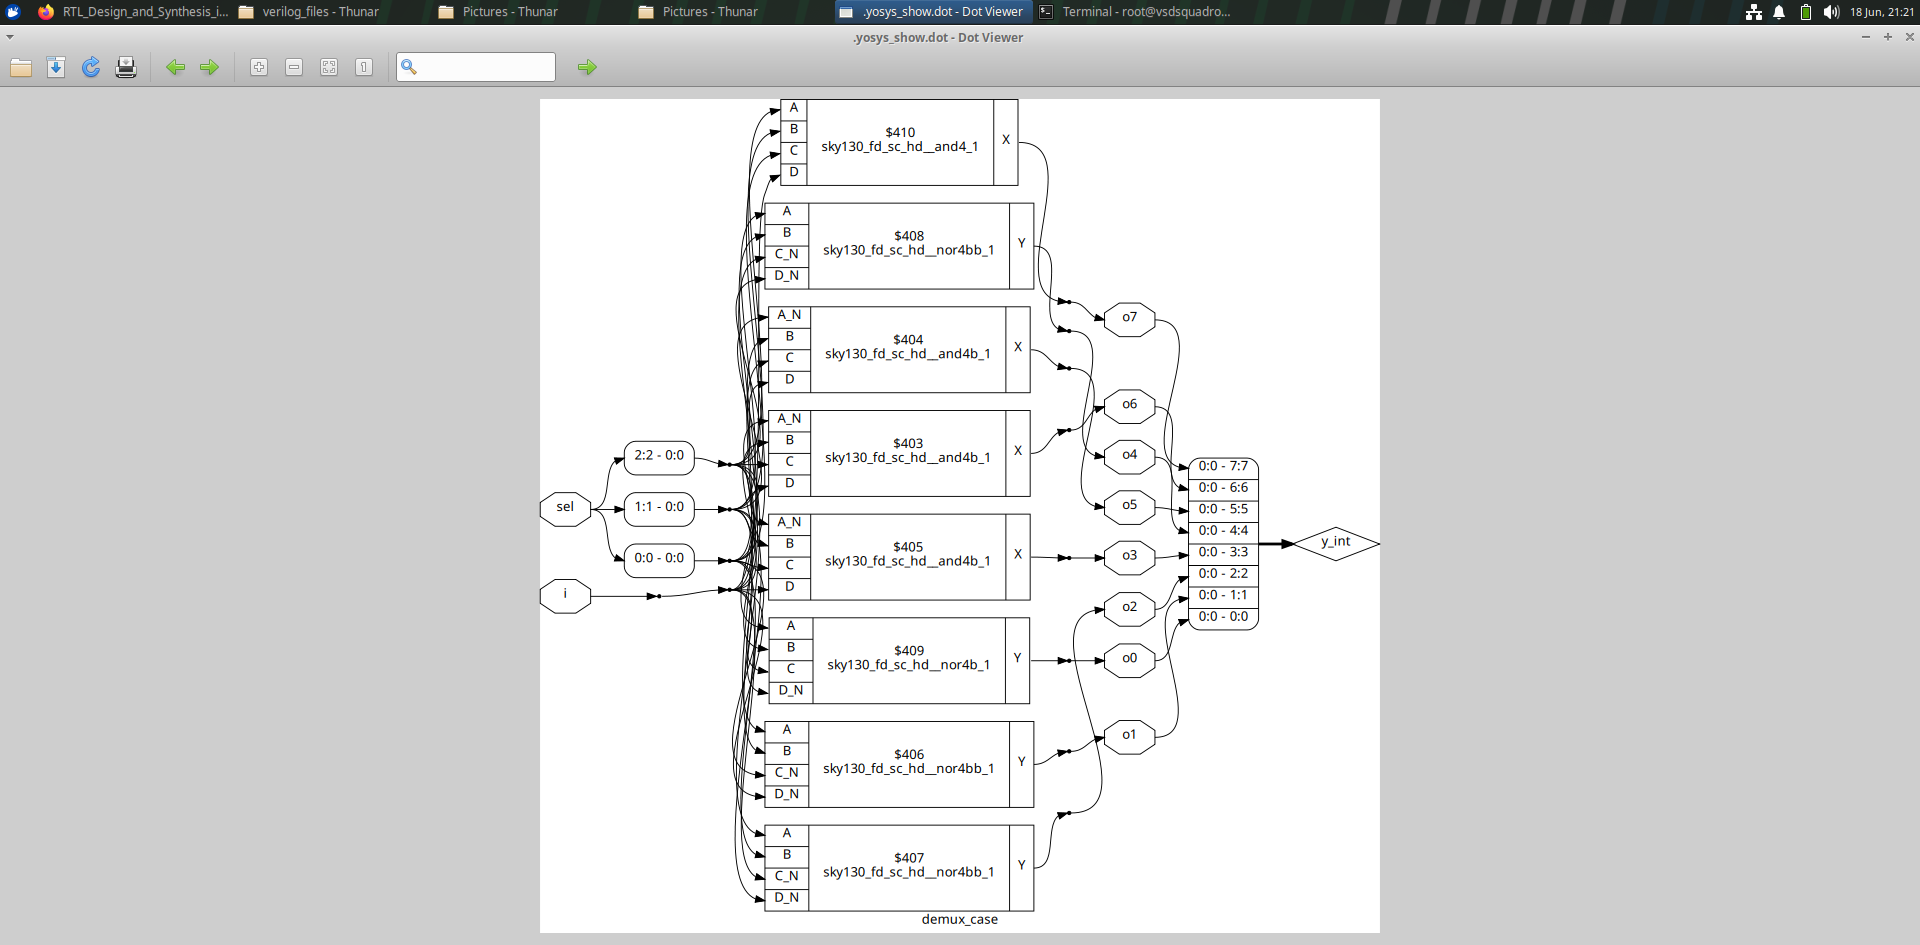 RTL_Design_and_Synthesis_i...
verilog_files - Thunar
Pictures - Thunar
Pictures - Thunar
.yosys_show.dot - Dot Viewer
Terminal - root@vsdsquadro...
18 Jun, 21:21
.yosys_show.dot - Dot Viewer
1
A
B
C
D
$410
sky130_fd_sc_hd__and4_1
X
A
B
C_N
D_N
$408
sky130_fd_sc_hd__nor4bb_1
Y
A_N
B
C
D
$404
sky130_fd_sc_hd__and4b_1
X
A_N
B
C
D
$403
sky130_fd_sc_hd__and4b_1
X
A_N
B
C
D
$405
sky130_fd_sc_hd__and4b_1
X
A
B
C
D_N
$409
sky130_fd_sc_hd__nor4b_1
Y
A
B
C_N
D_N
$406
sky130_fd_sc_hd__nor4bb_1
Y
A
B
C_N
D_N
$407
sky130_fd_sc_hd__nor4bb_1
Y
sel
i
2:2 - 0:0
1:1 - 0:0
0:0 - 0:0
o7
o6
o4
o5
o3
o2
o0
o1
0:0 - 7:7
0:0 - 6:6
0:0 - 5:5
0:0 - 4:4
0:0 - 3:3
0:0 - 2:2
0:0 - 1:1
0:0 - 0:0
y_int
demux_case